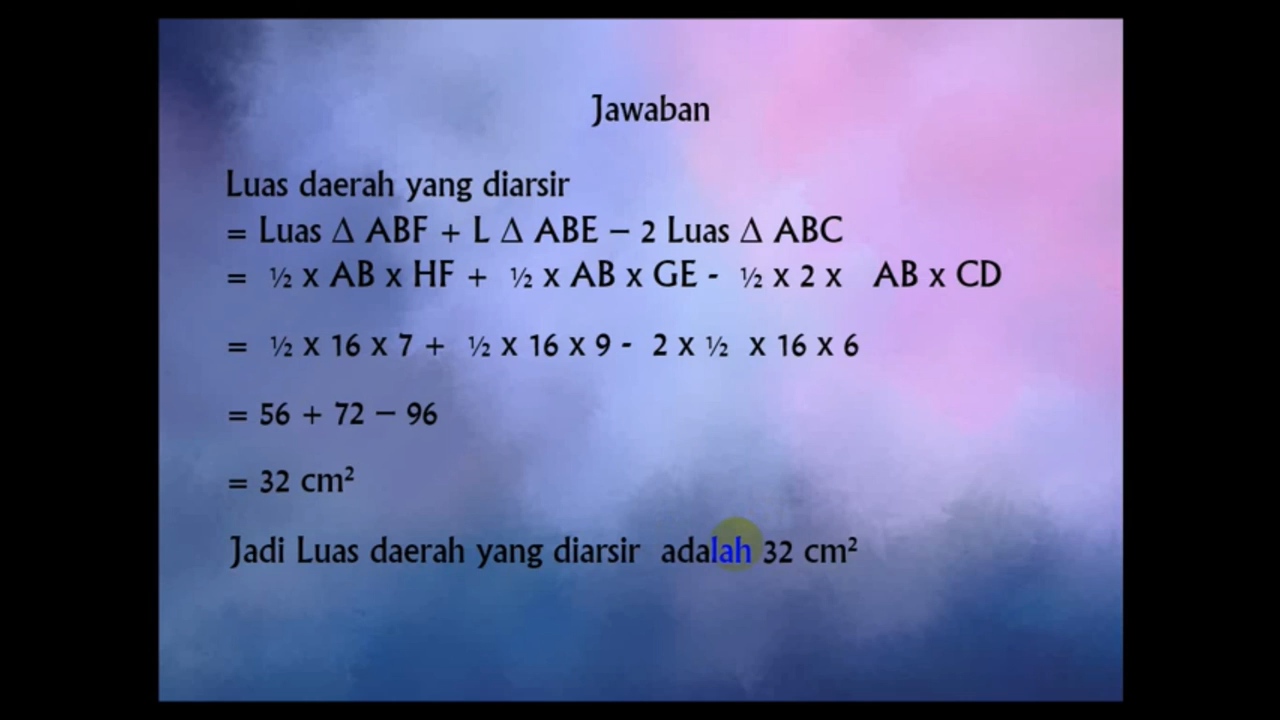 Jawaban
Luas daerah yang diarsir
= Luas Δ ABF + L Δ ABE – 2 Luas Δ ABC
= ½ x AB x HF + ½ x AB x GE - ½ x 2 x AB x CD
= ½ x 16 x 7 + ½ x 16 x 9 - 2 x ½ x 16 x 6
= 56 + 72 – 96
= 32 cm²
Jadi Luas daerah yang diarsir adalah 32 cm²